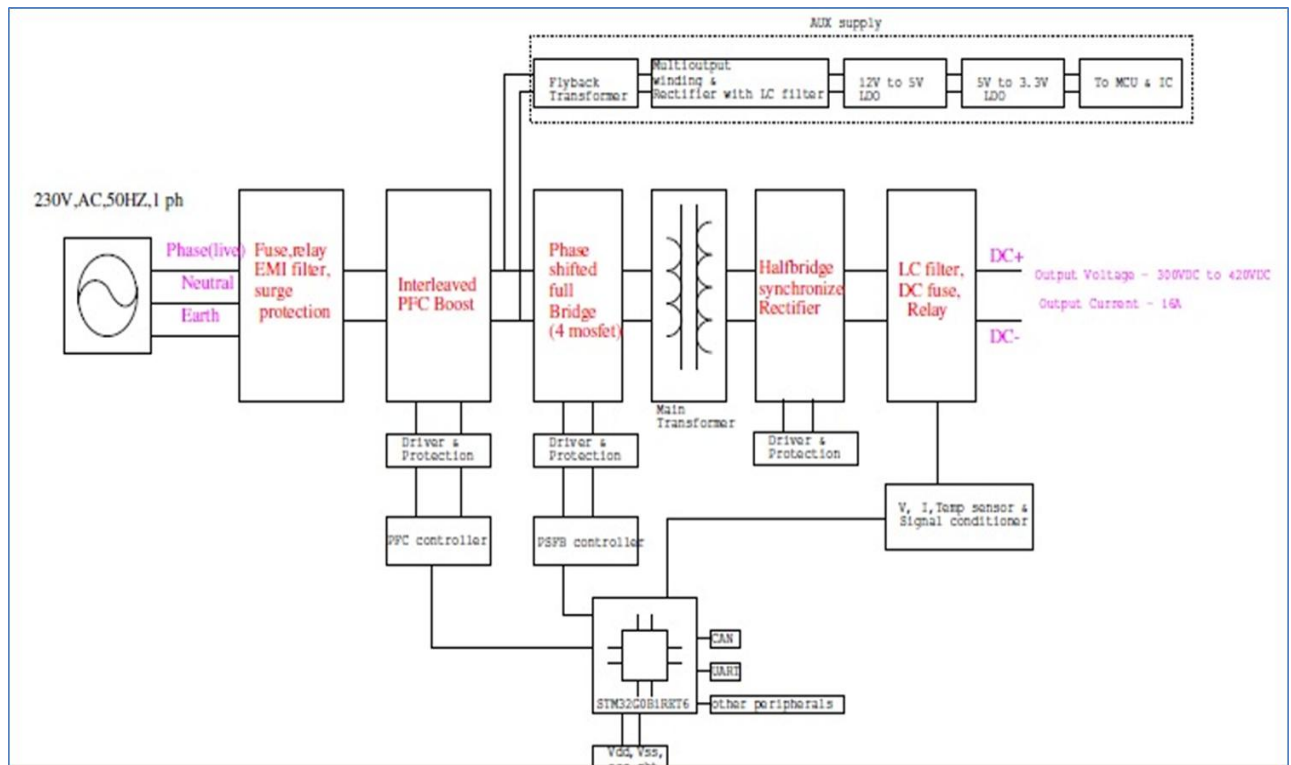 AUX supply
Flyback
Transformer
Multioutput
winding &
Rectifier with LC filter
12V to 5V
LDO
5V to 3.3V
LDO
To MCU & IC
230V,AC,50HZ,1 ph
Phase(live)
Neutral
Earth
Fuse,relay
EMI filter,
surge
protection
Interleaved
PFC Boost
Phase
shifted
full
Bridge
(4 mosfet)
Main
Transformer
Halfbridge
synchronize
Rectifier
LC filter,
DC fuse,
Relay
DC+
DC-
Output Voltage - 300VDC to 420VDC
Output Current - 16A
Driver &
Protection
Driver &
Protection
Driver &
Protection
PFC controller
PSFB controller
V, I,Temp sensor &
Signal conditioner
STM32G0B1RET6
CAN
UART
other peripherals
Vdd,Vss,